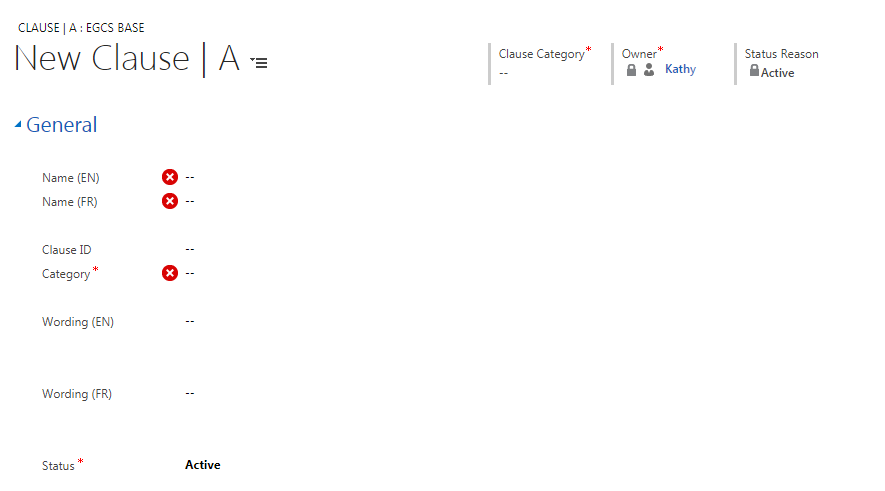 CLAUSE | A : EGCS BASE
New Clause | A
Clause Category*
--
Owner*
Kathy
Status Reason
Active
General
Name (EN) --
Name (FR) --
Clause ID --
Category* --
Wording (EN) --
Wording (FR) --
Status* Active